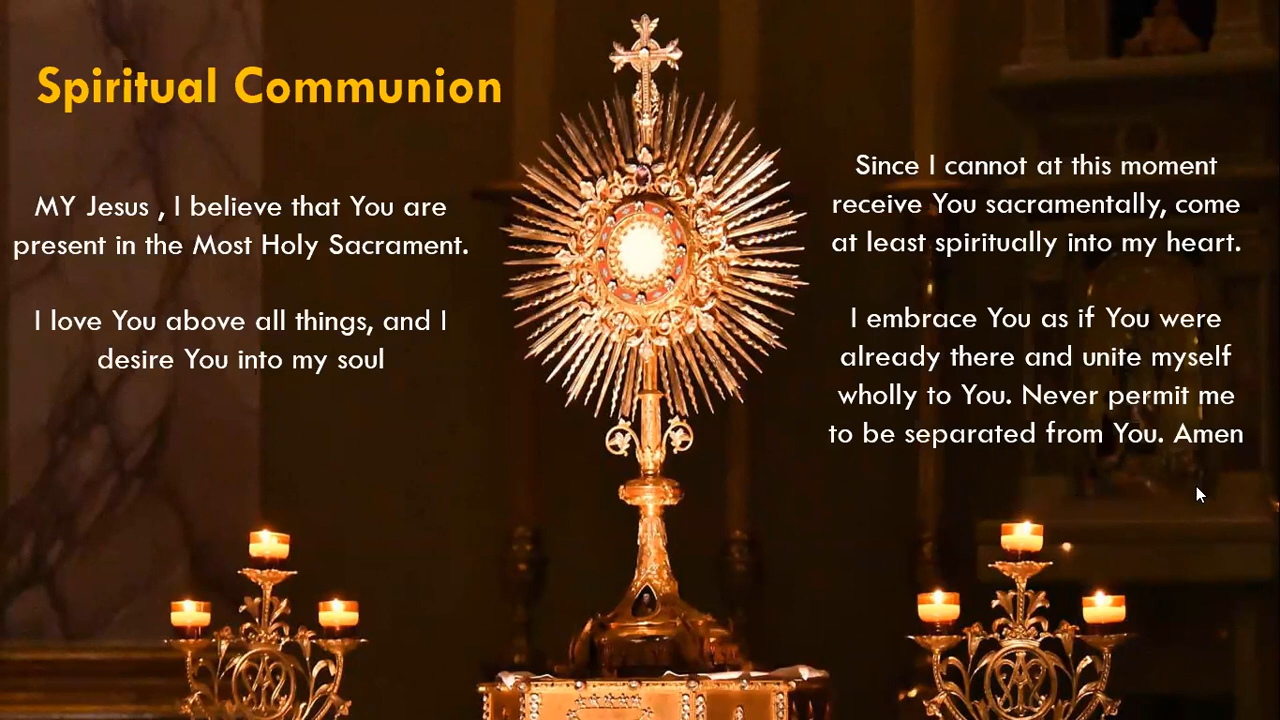 Spiritual Communion
MY Jesus , I believe that You are
present in the Most Holy Sacrament.
I love You above all things, and I
desire You into my soul
Since I cannot at this moment
receive You sacramentally, come
at least spiritually into my heart.
I embrace You as if You were
already there and unite myself
wholly to You. Never permit me
to be separated from You. Amen